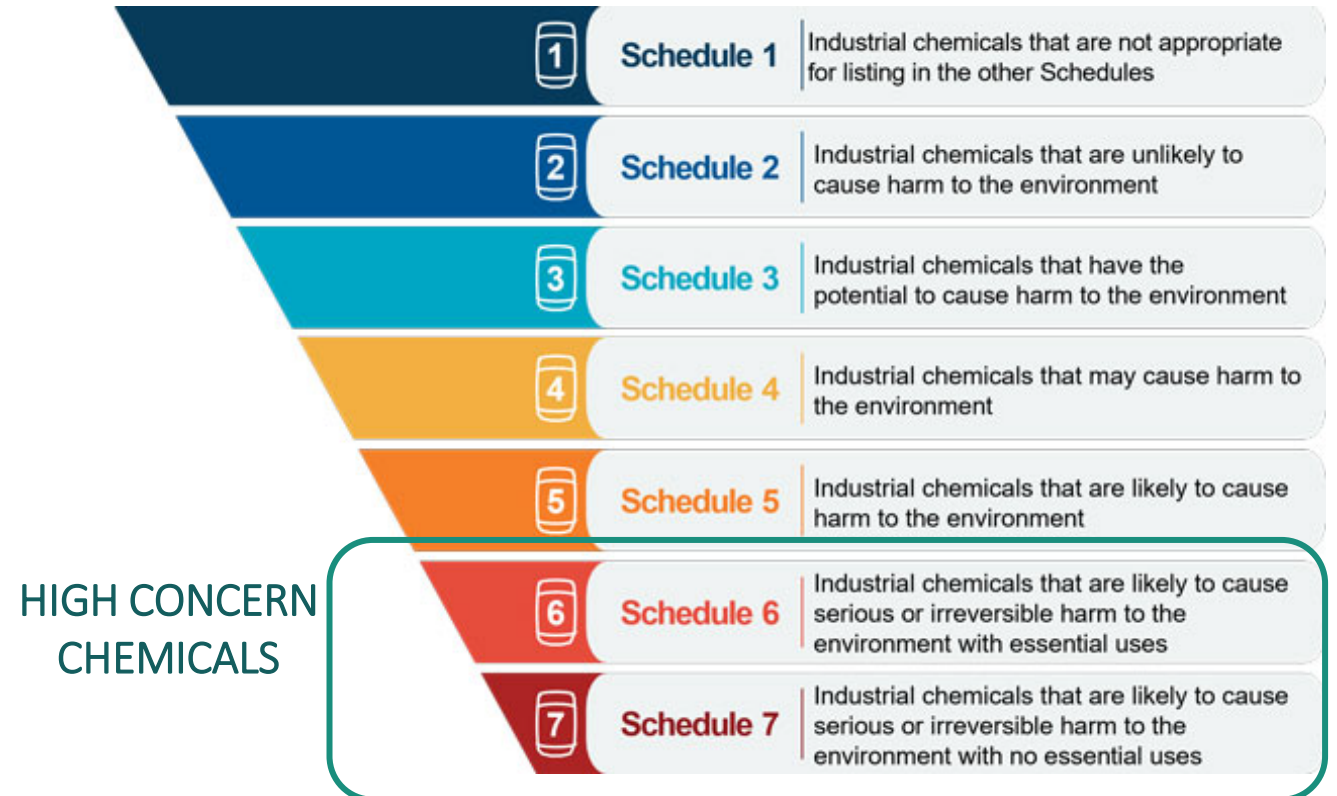 1
Schedule 1
Industrial chemicals that are not appropriate
for listing in the other Schedules
2
Schedule 2
Industrial chemicals that are unlikely to
cause harm to the environment
3
Schedule 3
Industrial chemicals that have the
potential to cause harm to the environment
4
Schedule 4
Industrial chemicals that may cause harm to
the environment
5
Schedule 5
Industrial chemicals that are likely to cause
harm to the environment
HIGH CONCERN
CHEMICALS
6
Schedule 6
Industrial chemicals that are likely to cause
serious or irreversible harm to the
environment with essential uses
7
Schedule 7
Industrial chemicals that are likely to cause
serious or irreversible harm to the
environment with no essential uses